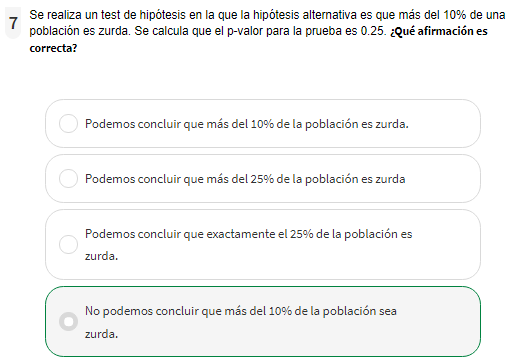 7
Se realiza un test de hipótesis en la que la hipótesis alternativa es que más del 10% de una
población es zurda. Se calcula que el p-valor para la prueba es 0.25. ¿Qué afirmación es
correcta?
Podemos concluir que más del 10% de la población es zurda.
Podemos concluir que más del 25% de la población es zurda
Podemos concluir que exactamente el 25% de la población es
zurda.
No podemos concluir que más del 10% de la población sea
zurda.